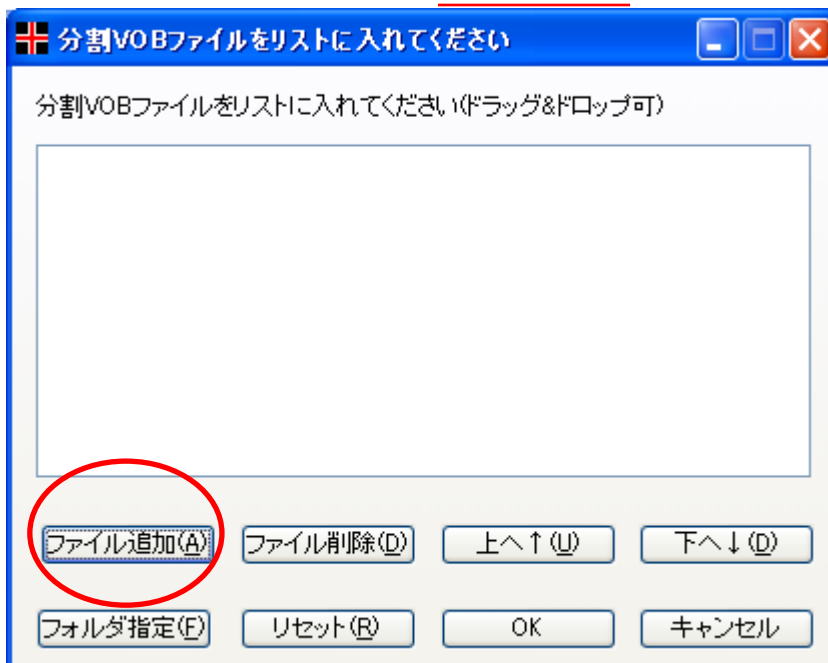 分割VOBファイルをリストに入れてください
分割VOBファイルをリストに入れてください(ドラッグ&ドロップ可)
ファイル追加(A) ファイル削除(D) 上へ↑(U) 下へ↓(D)
フォルダ指定(F) リセット(R) OK キャンセル